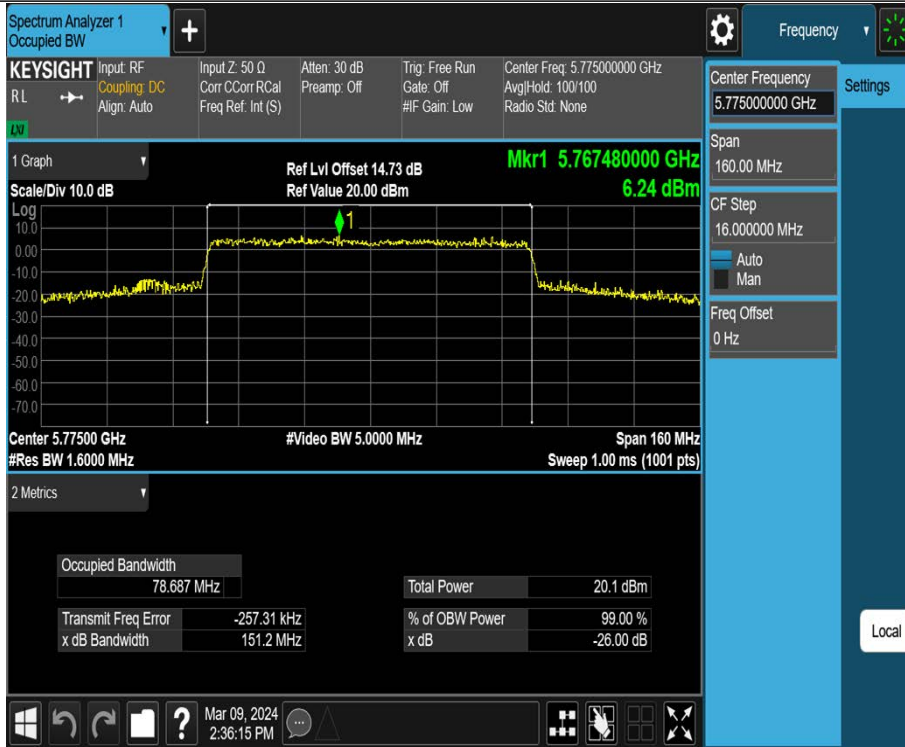 Spectrum Analyzer 1
Occupied BW
+
Frequency
KEYSIGHT
RL
LXI
Input: RF
Coupling: DC
Align: Auto
Input Z: 50 Ω
Corr CCorr RCal
Freq Ref: Int (S)
Atten: 30 dB
Preamp: Off
Trig: Free Run
Gate: Off
#IF Gain: Low
Center Freq: 5.775000000 GHz
Avg|Hold: 100/100
Radio Std: None
Center Frequency
5.775000000 GHz
Settings
Span
160.00 MHz
CF Step
16.000000 MHz
Auto
Man
Freq Offset
0 Hz
Local
1 Graph
Scale/Div 10.0 dB
Ref Lvl Offset 14.73 dB
Ref Value 20.00 dBm
Mkr1 5.767480000 GHz
6.24 dBm
Log
1
10.0
0.00
-10.0
-20.0
-30.0
-40.0
-50.0
-60.0
-70.0
Center 5.77500 GHz
#Res BW 1.6000 MHz
#Video BW 5.0000 MHz
Span 160 MHz
Sweep 1.00 ms (1001 pts)
2 Metrics
Occupied Bandwidth
78.687 MHz
Transmit Freq Error -257.31 kHz
x dB Bandwidth 151.2 MHz
Total Power 20.1 dBm
% of OBW Power 99.00 %
x dB -26.00 dB
?
Mar 09, 2024
2:36:15 PM